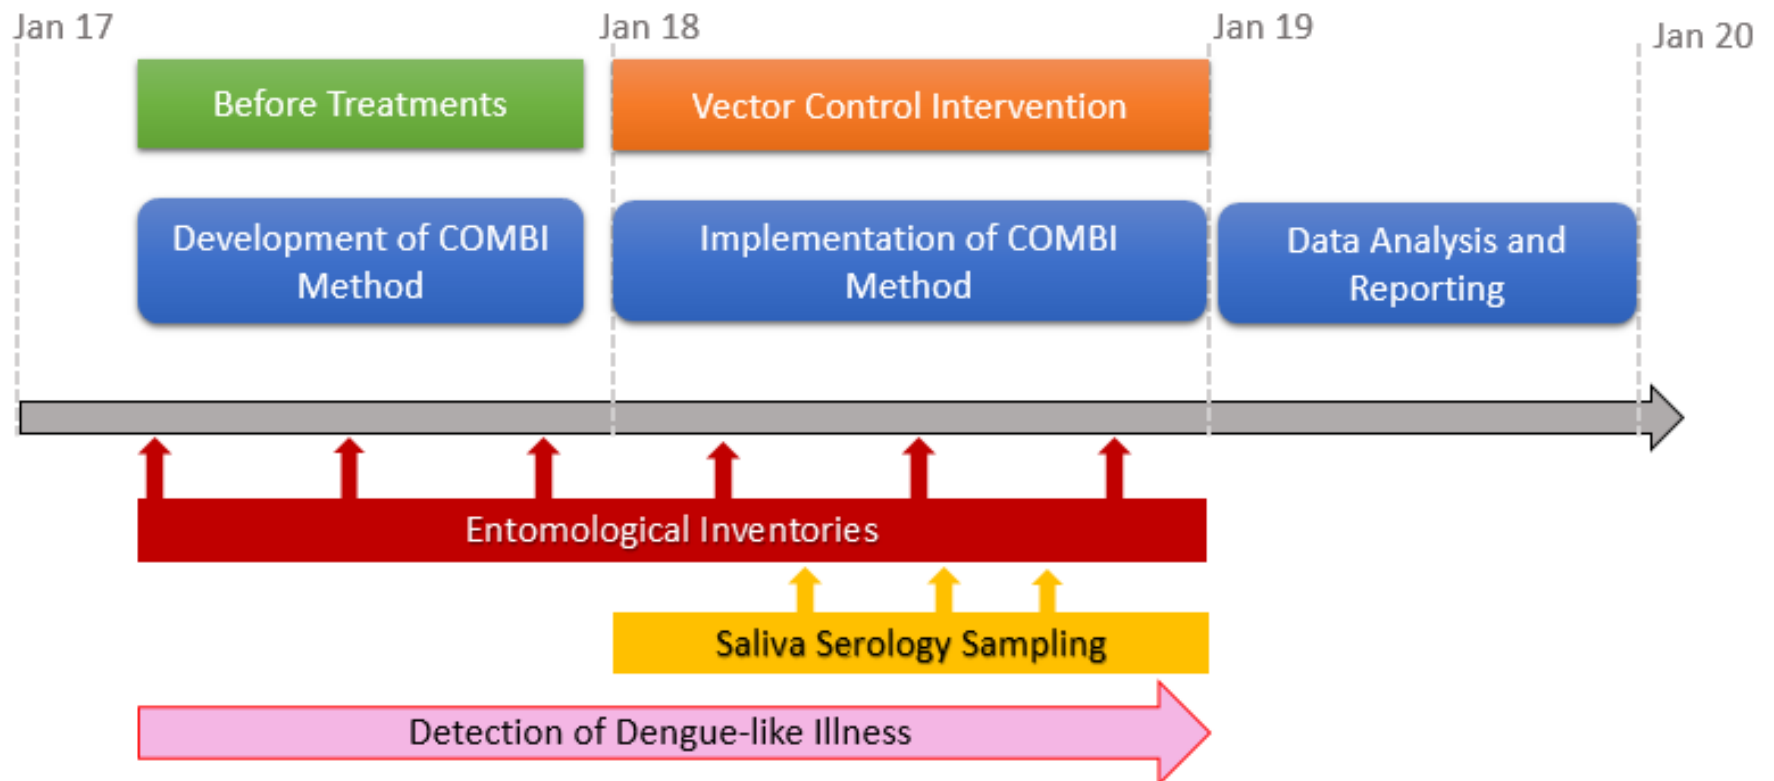 Jan 17
Jan 18
Jan 19
Jan 20
Before Treatments
Vector Control Intervention
Development of COMBI
Method
Implementation of COMBI
Method
Data Analysis and
Reporting
Entomological Inventories
Saliva Serology Sampling
Detection of Dengue-like Illness